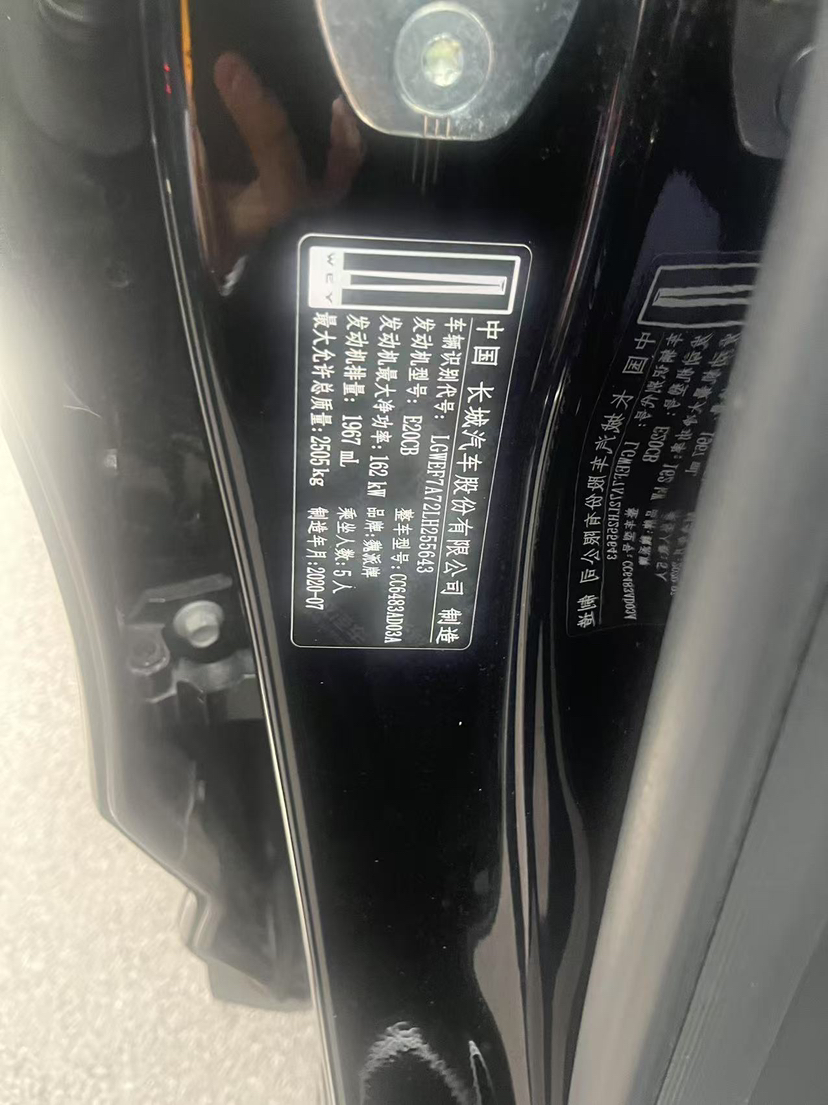 WEY
中国 长城汽车股份有限公司 制造
车辆识别代号: LGWEF7A72LH255643
发动机型号: E20CB 整车型号:CC6483AD03A
发动机最大净功率:162 kW 品牌:魏派牌
发动机排量: 1967 mL 乘坐人数:5人
最大允许总质量:2505kg 制造年月:2020-07